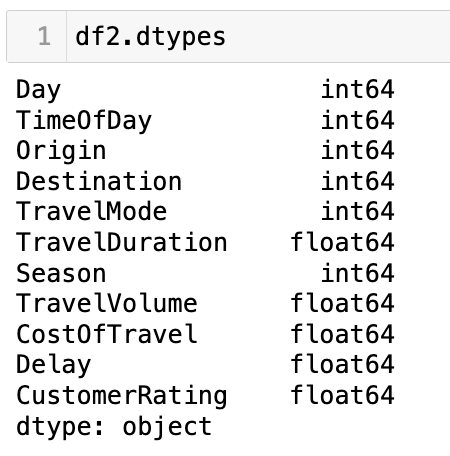 1 df2.dtypes
Day int64
TimeOfDay int64
Origin int64
Destination int64
TravelMode int64
TravelDuration float64
Season int64
TravelVolume float64
CostOfTravel float64
Delay float64
CustomerRating float64
dtype: object